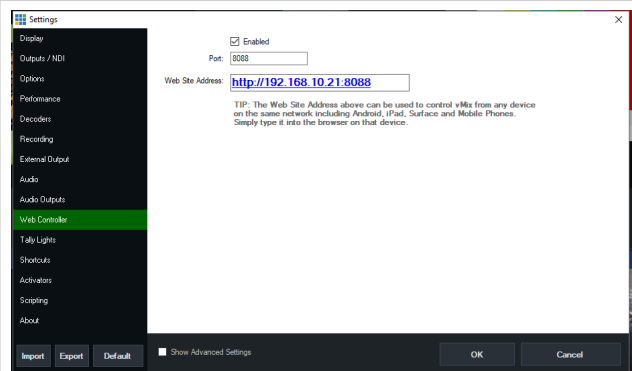 Settings
Display
Outputs / NDI
Options
Performance
Decoders
Recording
External Output
Audio
Audio Outputs
Web Controller
Tally Lights
Shortcuts
Activators
Scripting
About
Import Export Default
Enabled
Port: 8088
Web Site Address: http://192.168.10.21:8088
TIP: The Web Site Address above can be used to control vMix from any device
on the same network including Android, iPad, Surface and Mobile Phones.
Simply type it into the browser on that device.
Show Advanced Settings
OK Cancel